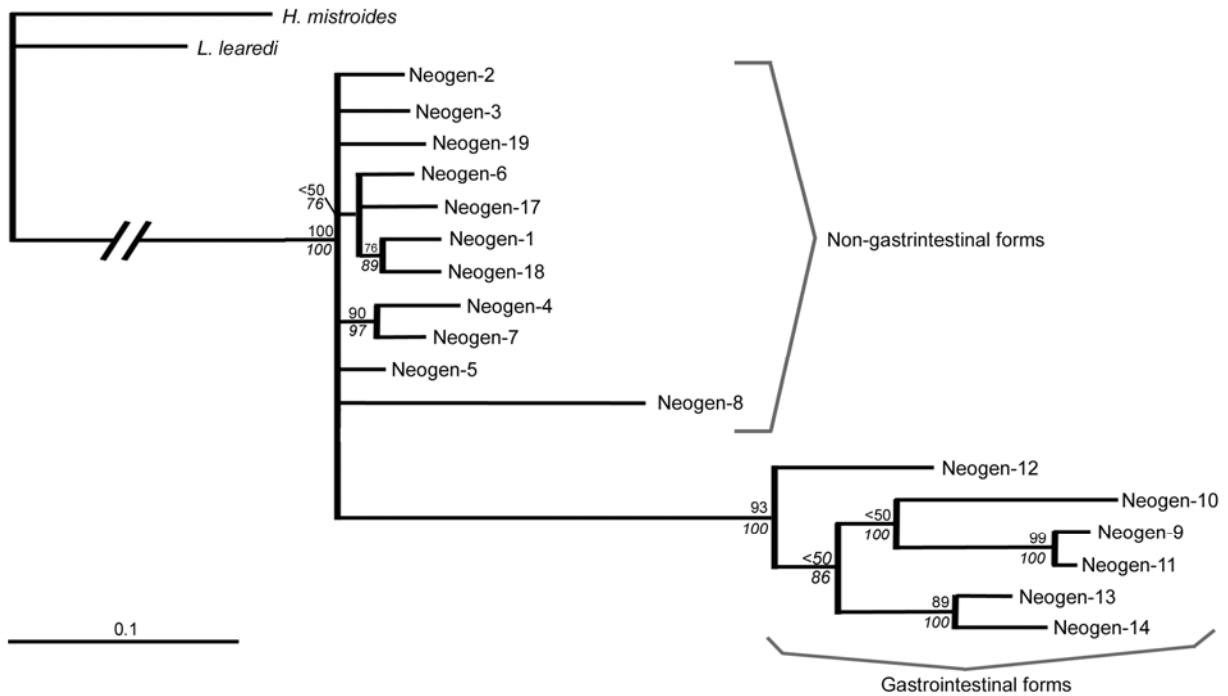 H. mistroides
L. learedi
Neogen-2
Neogen-3
Neogen-19
Neogen-6
<50
76
Neogen-17
100
100
Neogen-1
76
89
Neogen-18
Non-gastrintestinal forms
Neogen-4
90
97
Neogen-7
Neogen-5
Neogen-8
Neogen-12
93
100
Neogen-10
<50
100
Neogen-9
99
100
Neogen-11
<50
86
Neogen-13
89
100
Neogen-14
0.1
Gastrointestinal forms